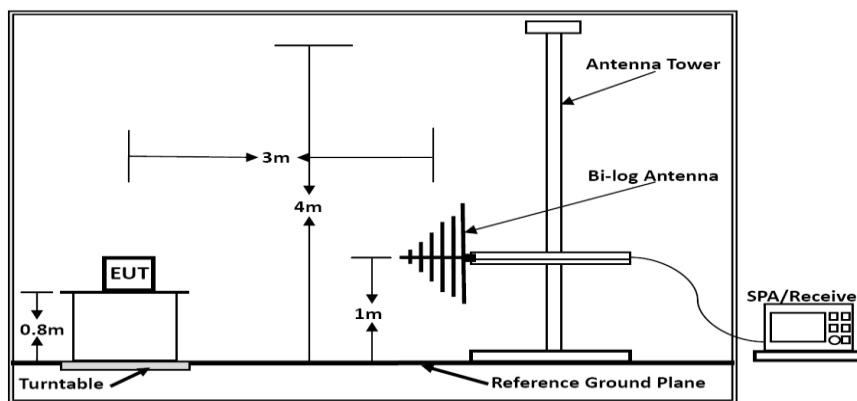 Antenna Tower
3m
Bi-log Antenna
4m
EUT
SPA/Receive
0.8m
1m
Turntable
Reference Ground Plane